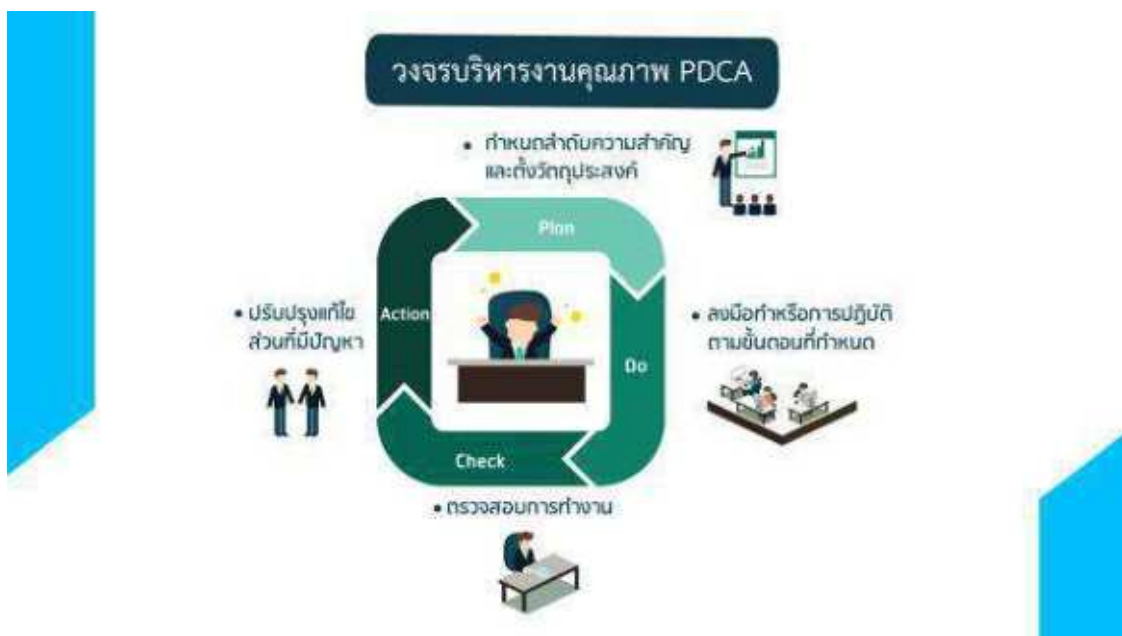 วงจรบริหารงานคุณภาพ PDCA
• กำหนดลำดับความสำคัญ
และตั้งวัตถุประสงค์
Plan
• ปรับปรุงแก้ไข
ส่วนที่มีปัญหา
Action
• ลงมือทำหรือการปฏิบัติ
ตามขั้นตอนที่กำหนด
Do
Check
• ตรวจสอบการทำงาน